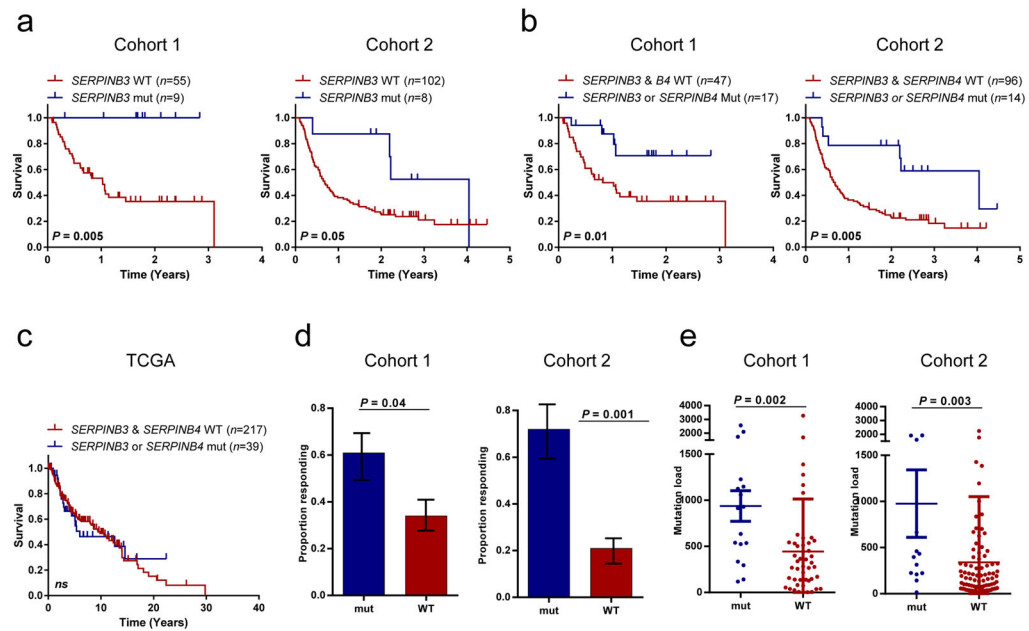 a
Cohort 1
SERPINB3 WT (n=55)
SERPINB3 mut (n=9)
Survival
1.0
0.8
0.6
0.4
0.2
0.0
P = 0.005
0 1 2 3 4
Time (Years)
Cohort 2
SERPINB3 WT (n=102)
SERPINB3 mut (n=8)
Survival
1.0
0.8
0.6
0.4
0.2
0.0
P = 0.05
0 1 2 3 4 5
Time (Years)
b
Cohort 1
SERPINB3 & B4 WT (n=47)
SERPINB3 or SERPINB4 Mut (n=17)
Survival
1.0
0.8
0.6
0.4
0.2
0.0
P = 0.01
0 1 2 3 4
Time (Years)
Cohort 2
SERPINB3 & SERPINB4 WT (n=96)
SERPINB3 or SERPINB4 mut (n=14)
Survival
1.0
0.8
0.6
0.4
0.2
0.0
P = 0.005
0 1 2 3 4 5
Time (Years)
c
TCGA
SERPINB3 & SERPINB4 WT (n=217)
SERPINB3 or SERPINB4 mut (n=39)
Survival
1.0
0.8
0.6
0.4
0.2
0.0
ns
0 10 20 30 40
Time (Years)
d
Cohort 1
Proportion responding
0.8
0.6
0.4
0.2
0.0
P = 0.04
mut WT
Cohort 2
Proportion responding
0.8
0.6
0.4
0.2
0.0
P = 0.001
mut WT
e
Cohort 1
Mutation load
4000
3000
2000
1500
1000
500
0
P = 0.002
mut WT
Cohort 2
Mutation load
4000
3000
2000
1500
1000
500
0
P = 0.003
mut WT